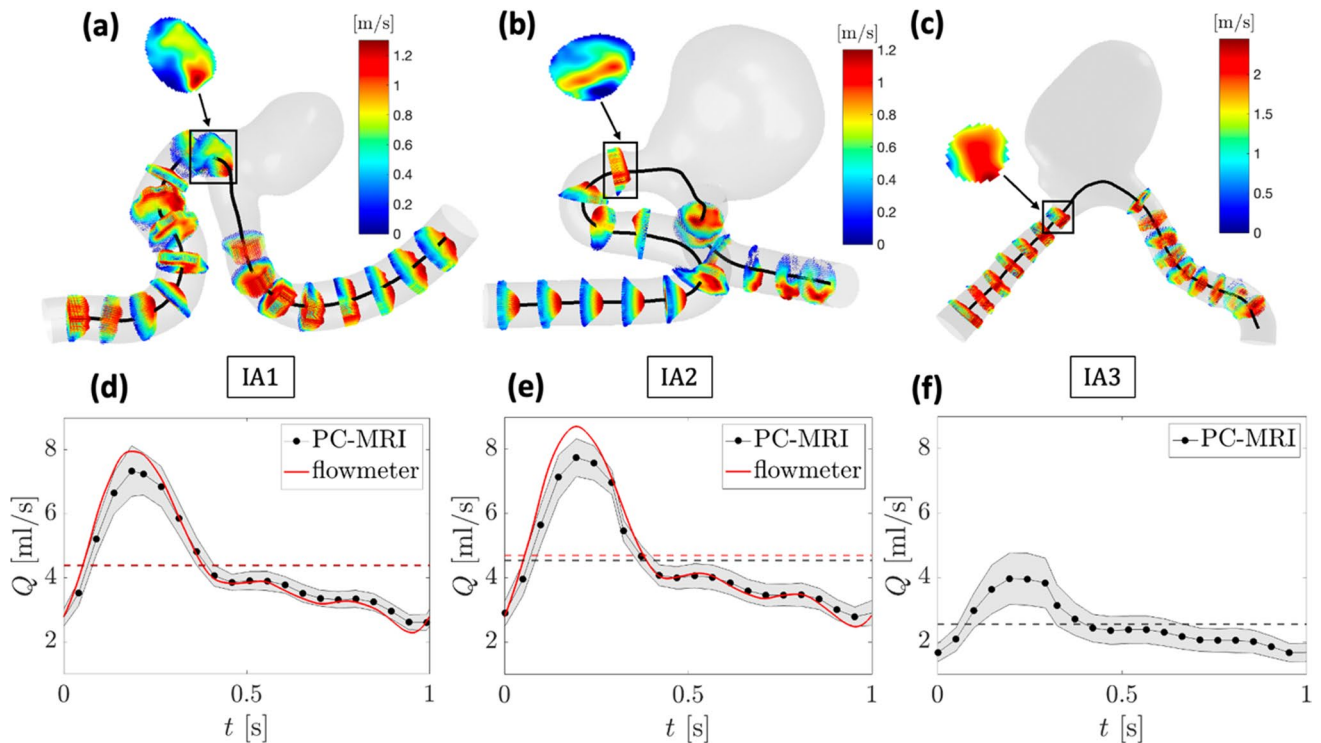 (a)
[m/s]
1.2
1
0.8
0.6
0.4
0.2
0
(b)
[m/s]
1.2
1
0.8
0.6
0.4
0.2
0
(c)
[m/s]
2
1.5
1
0.5
0
IA1
IA2
IA3
(d)
8
6
4
2
Q [ml/s]
PC-MRI
flowmeter
0
0.5
1
t [s]
(e)
8
6
4
2
Q [ml/s]
PC-MRI
flowmeter
0
0.5
1
t [s]
(f)
8
6
4
2
Q [ml/s]
PC-MRI
0
0.5
1
t [s]